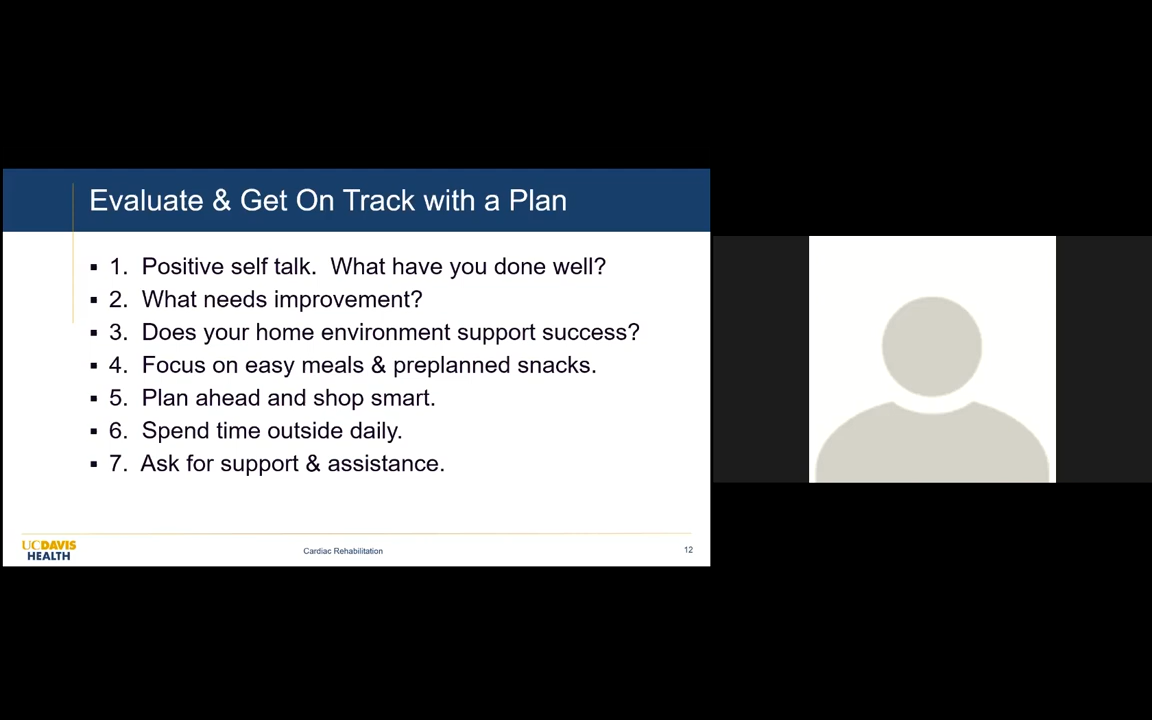 Evaluate & Get On Track with a Plan
▪ 1. Positive self talk. What have you done well?
▪ 2. What needs improvement?
▪ 3. Does your home environment support success?
▪ 4. Focus on easy meals & preplanned snacks.
▪ 5. Plan ahead and shop smart.
▪ 6. Spend time outside daily.
▪ 7. Ask for support & assistance.
UCDAVIS
HEALTH
Cardiac Rehabilitation
12